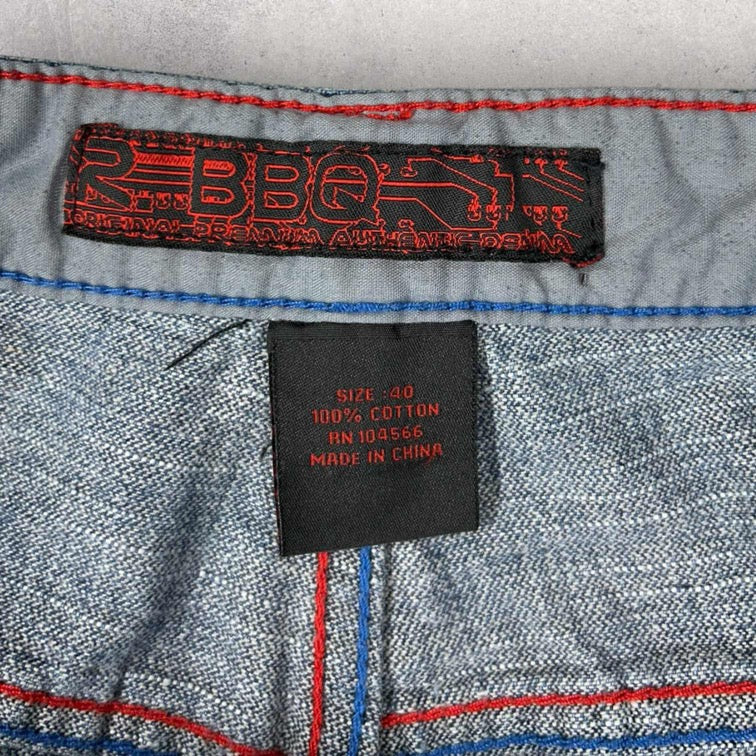 BBQ
ORIGINAL PREMIUM AUTHENTIC DENIM
SIZE :40
100% COTTON
RN 104566
MADE IN CHINA